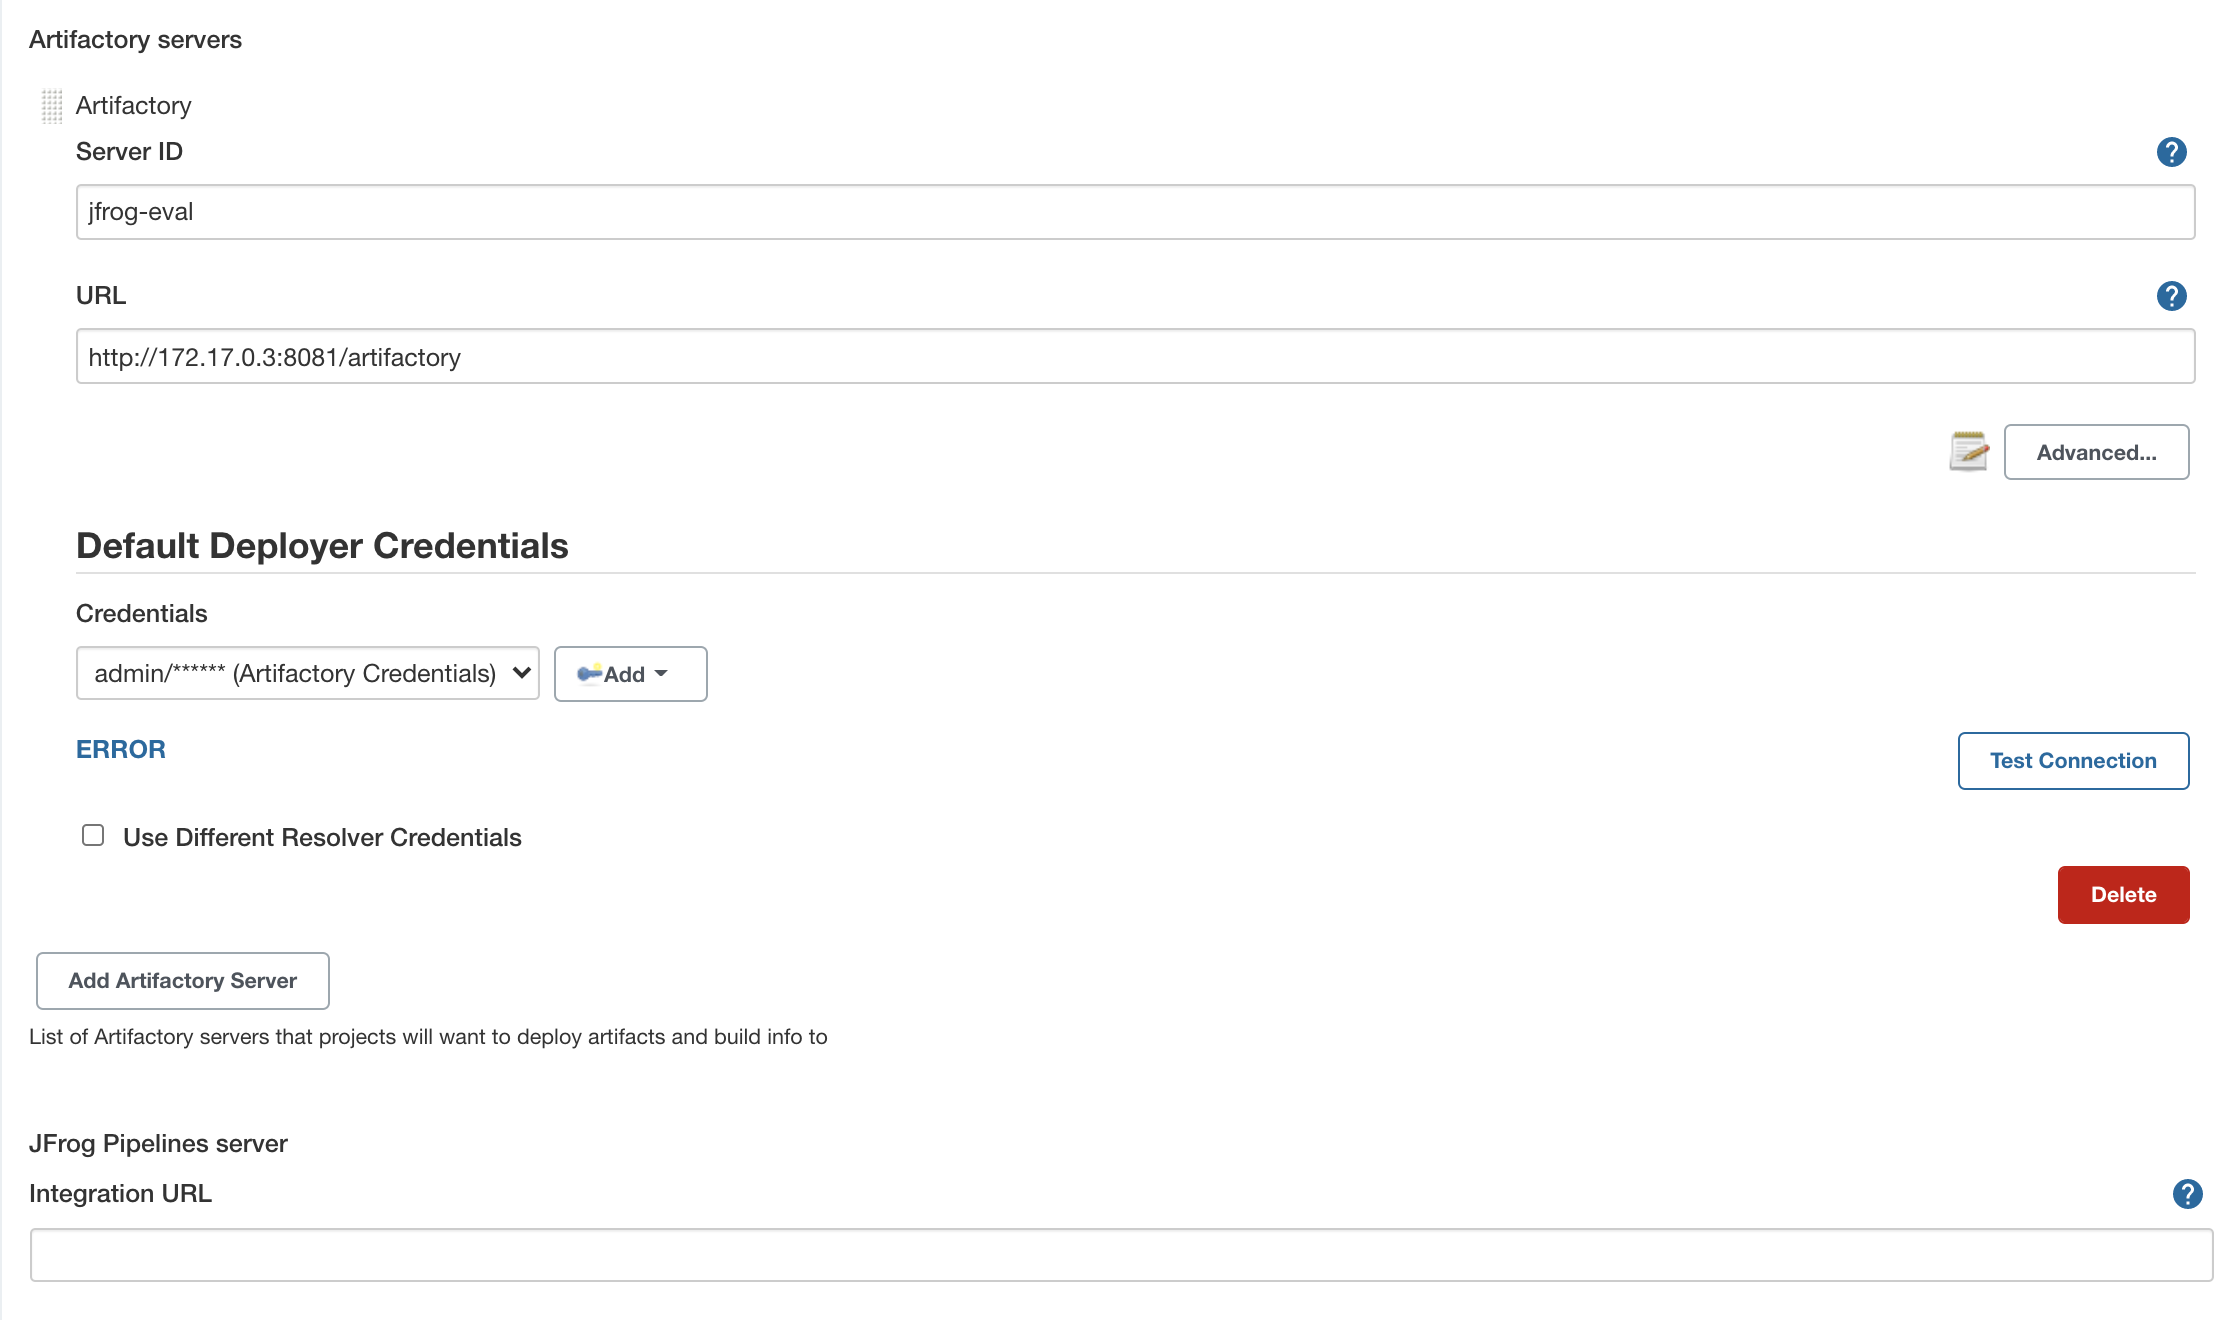 Artifactory servers
Artifactory
Server ID
jfrog-eval
URL
http://172.17.0.3:8081/artifactory
Advanced...
Default Deployer Credentials
Credentials
admin/****** (Artifactory Credentials)
Add
ERROR
Test Connection
Use Different Resolver Credentials
Delete
Add Artifactory Server
List of Artifactory servers that projects will want to deploy artifacts and build info to
JFrog Pipelines server
Integration URL